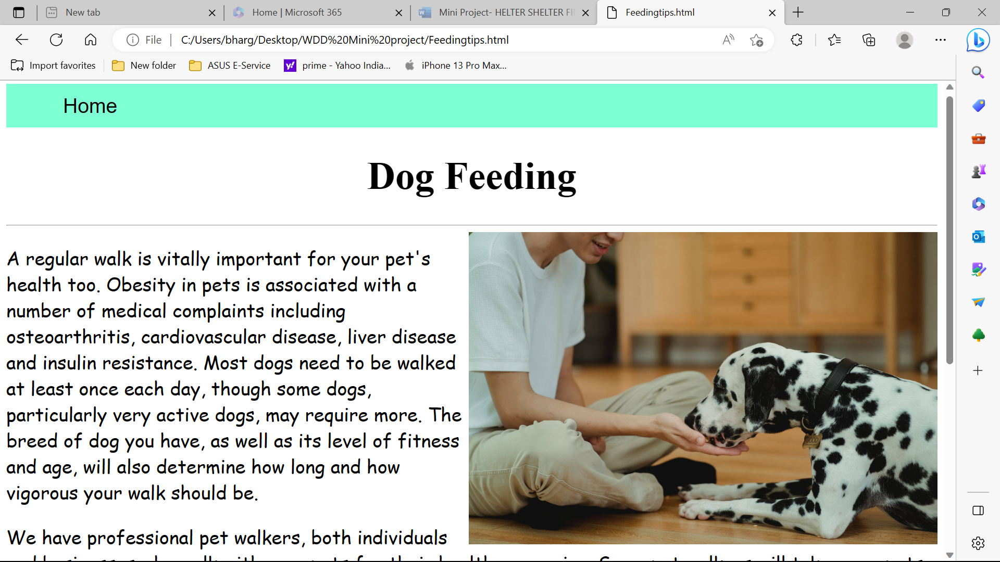 New tab
Home | Microsoft 365
Mini Project- HELTER SHELTER
Feedingtips.html
File
C:/Users/bharg/Desktop/WDD%20Mini%20project/Feedingtips.html
Import favorites
New folder
ASUS E-Service
prime - Yahoo India...
iPhone 13 Pro Max...
Home
Dog Feeding
A regular walk is vitally important for your pet's
health too. Obesity in pets is associated with a
number of medical complaints including
osteoarthritis, cardiovascular disease, liver disease
and insulin resistance. Most dogs need to be walked
at least once each day, though some dogs,
particularly very active dogs, may require more. The
breed of dog you have, as well as its level of fitness
and age, will also determine how long and how
vigorous your walk should be.
We have professional pet walkers, both individuals